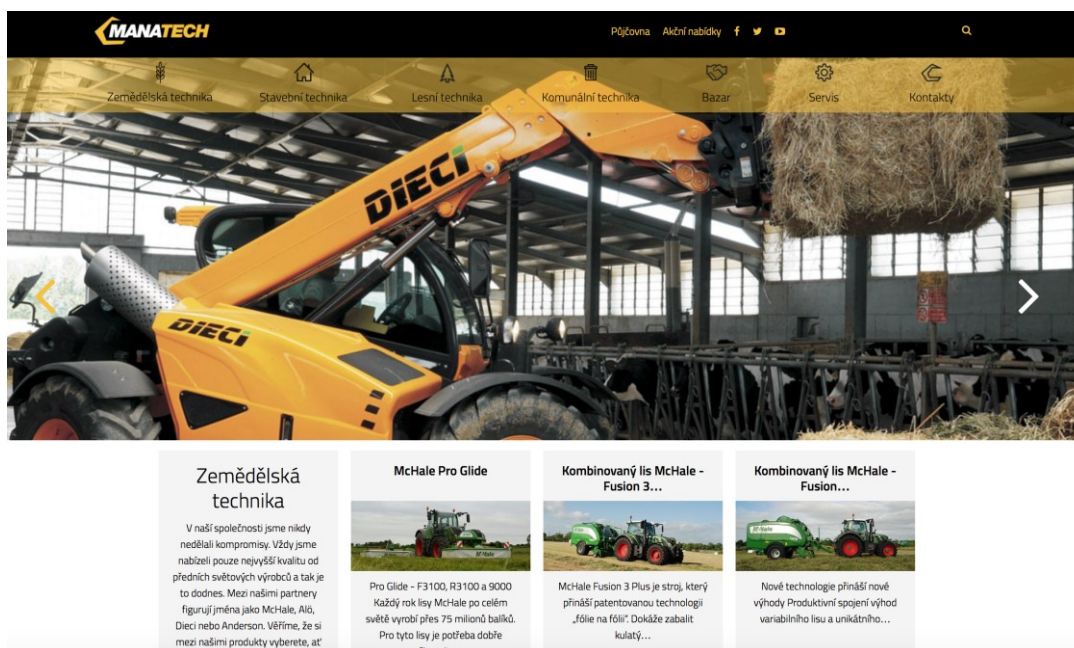 MANATECH
Půjčovna Akční nabídky
Zemědělská technika Stavební technika Lesní technika Komunální technika Bazar Servis Kontakty
DIECI
DIECI
Zemědělská
technika
V naší společnosti jsme nikdy
nedělali kompromisy. Vždy jsme
nabízeli pouze nejvyšší kvalitu od
předních světových výrobců a tak je
to dodnes. Mezi našimi partnery
figurují jména jako McHale, Alö,
Dieci nebo Anderson. Věříme, že si
mezi našimi produkty vyberete, ať
McHale Pro Glide
McHale
Pro Glide - F3100, R3100 a 9000
Každý rok lisy McHale po celém
světě vyrobí přes 75 milionů balíků.
Pro tyto lisy je potřeba dobře
Kombinovaný lis McHale -
Fusion 3…
McHale Fusion 3 Plus je stroj, který
přináší patentovanou technologii
„fólie na fólii“. Dokáže zabalit
kulatý…
Kombinovaný lis McHale -
Fusion…
McHale
Nové technologie přináší nové
výhody Produktivní spojení výhod
variabilního lisu a unikátního…